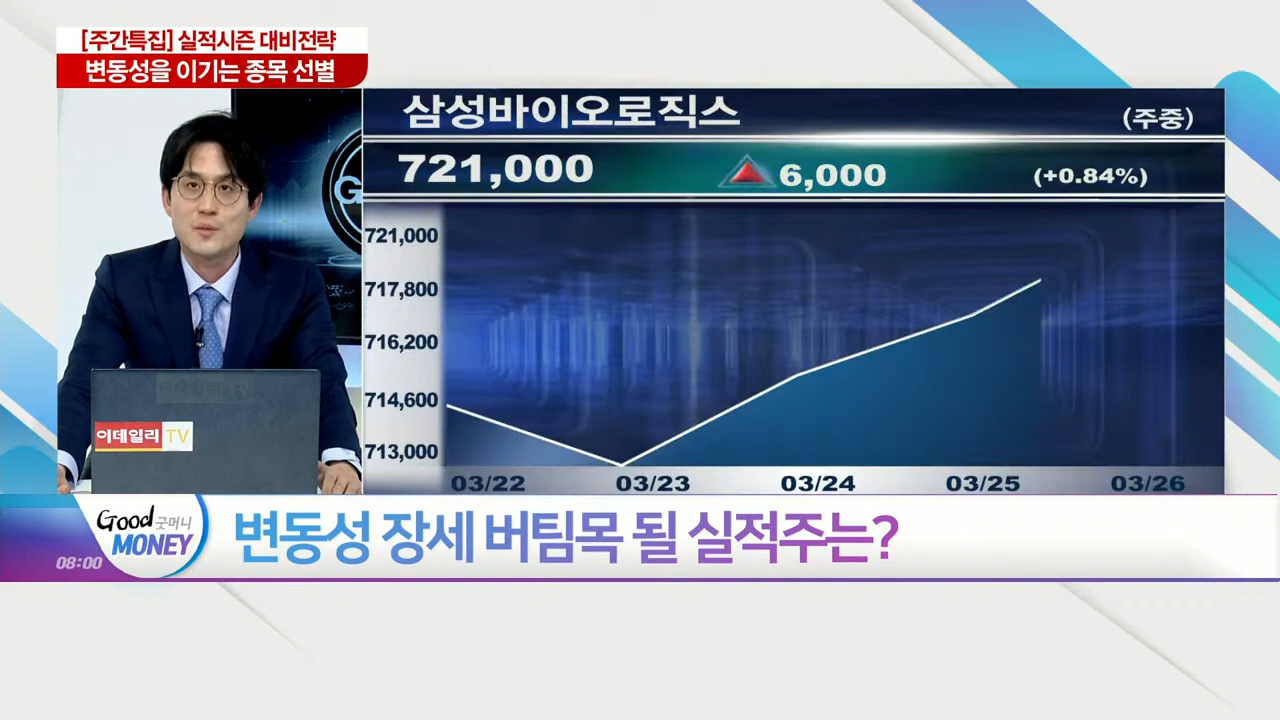 [주간특집] 실적시즌 대비전략
변동성을 이기는 종목 선별
삼성바이오로직스
(주중)
721,000
6,000
(+0.84%)
721,000
717,800
716,200
714,600
713,000
03/22
03/23
03/24
03/25
03/26
G
이데일리 TV
Good 굿머니
MONEY
08:00
변동성 장세 버팀목 될 실적주는?